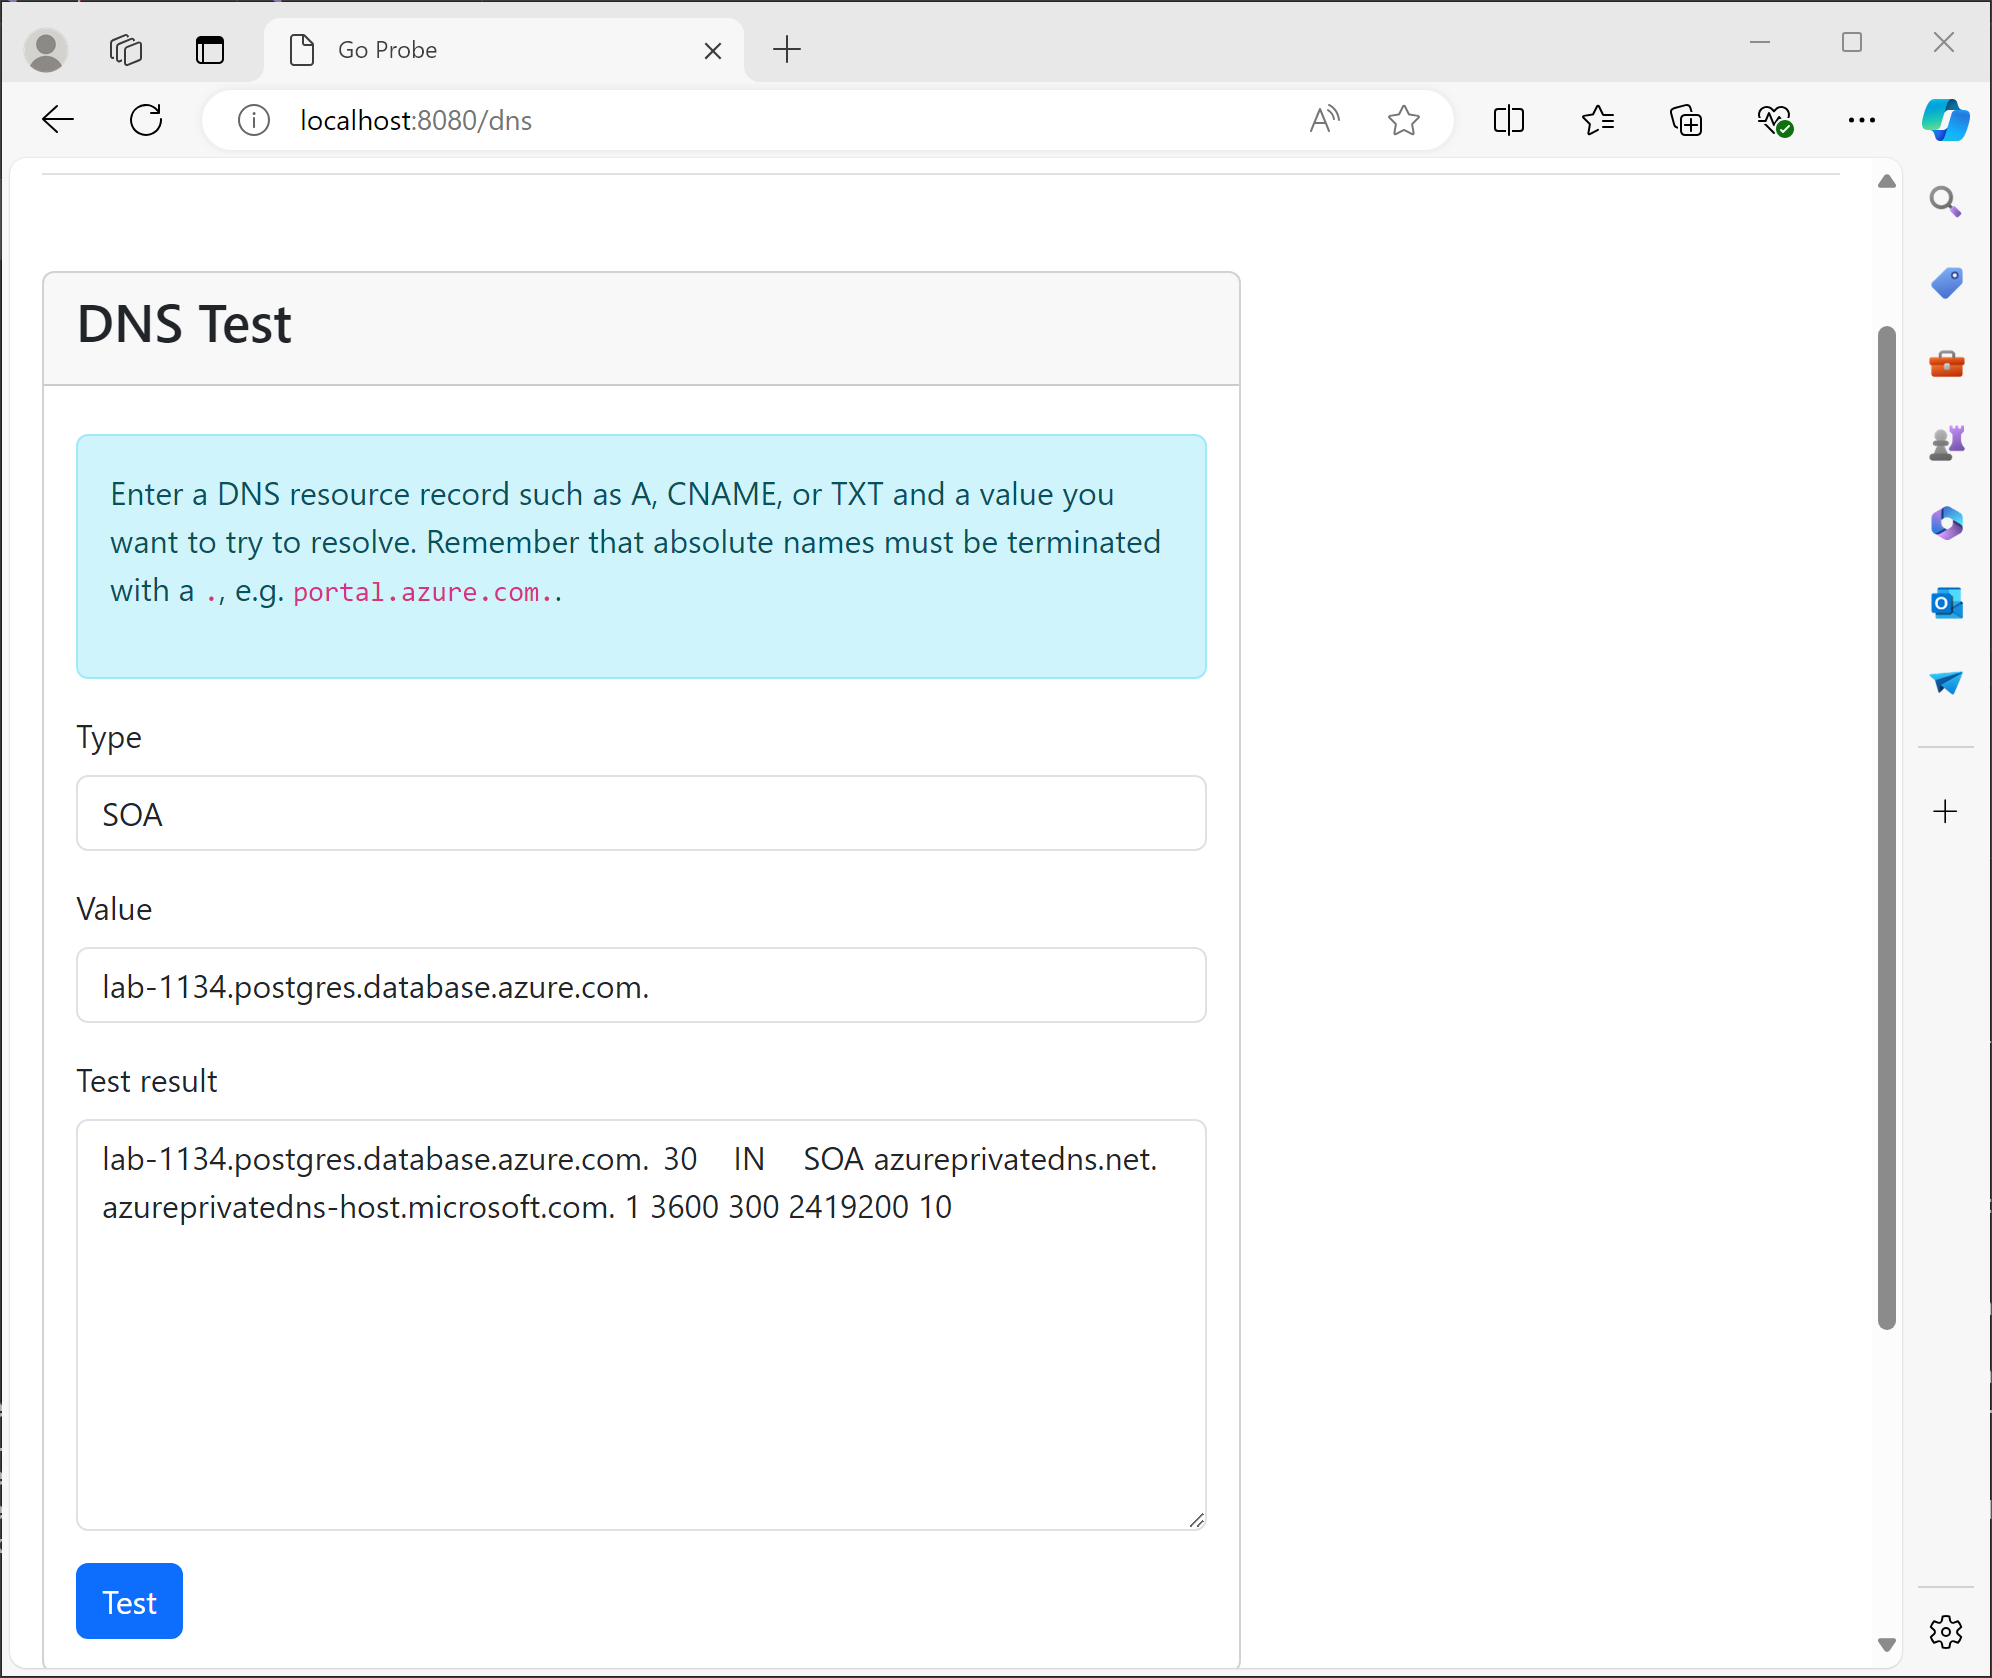 Go Probe
localhost:8080/dns
DNS Test
Enter a DNS resource record such as A, CNAME, or TXT and a value you
want to try to resolve. Remember that absolute names must be terminated
with a ., e.g. portal.azure.com..
Type
SOA
Value
lab-1134.postgres.database.azure.com.
Test result
lab-1134.postgres.database.azure.com. 30 IN SOA azureprivatedns.net.
azureprivatedns-host.microsoft.com. 1 3600 300 2419200 10
Test